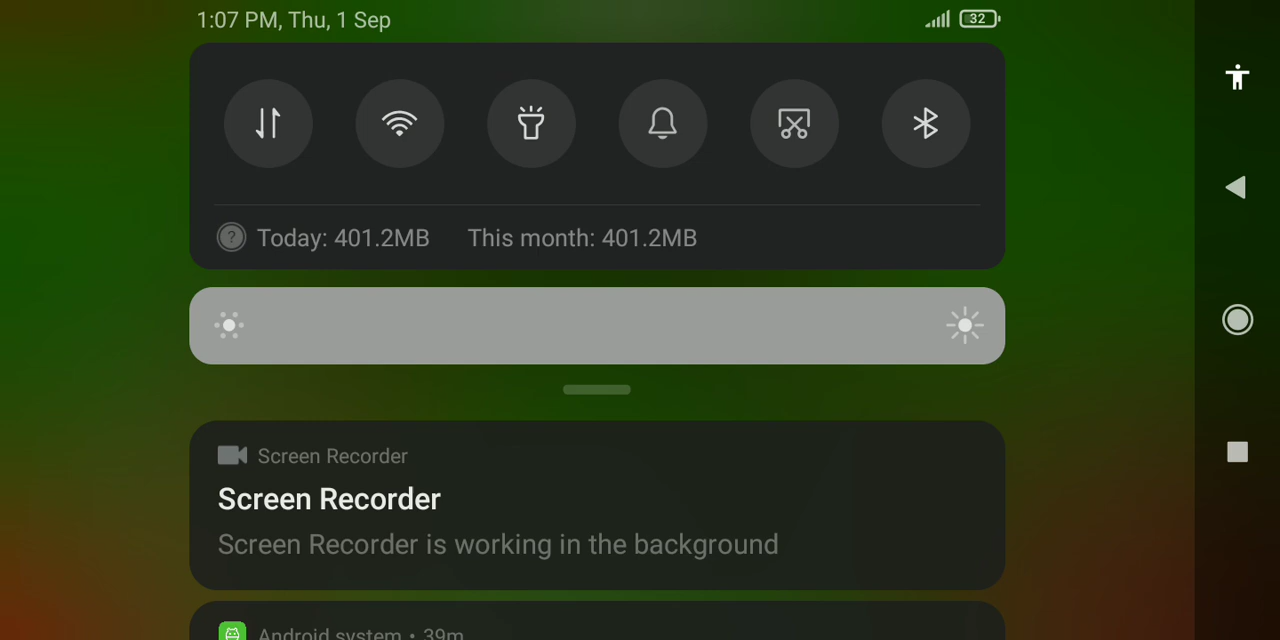 1:07 PM, Thu, 1 Sep
32
? Today: 401.2MB This month: 401.2MB
Screen Recorder
Screen Recorder
Screen Recorder is working in the background
Android system • 39m